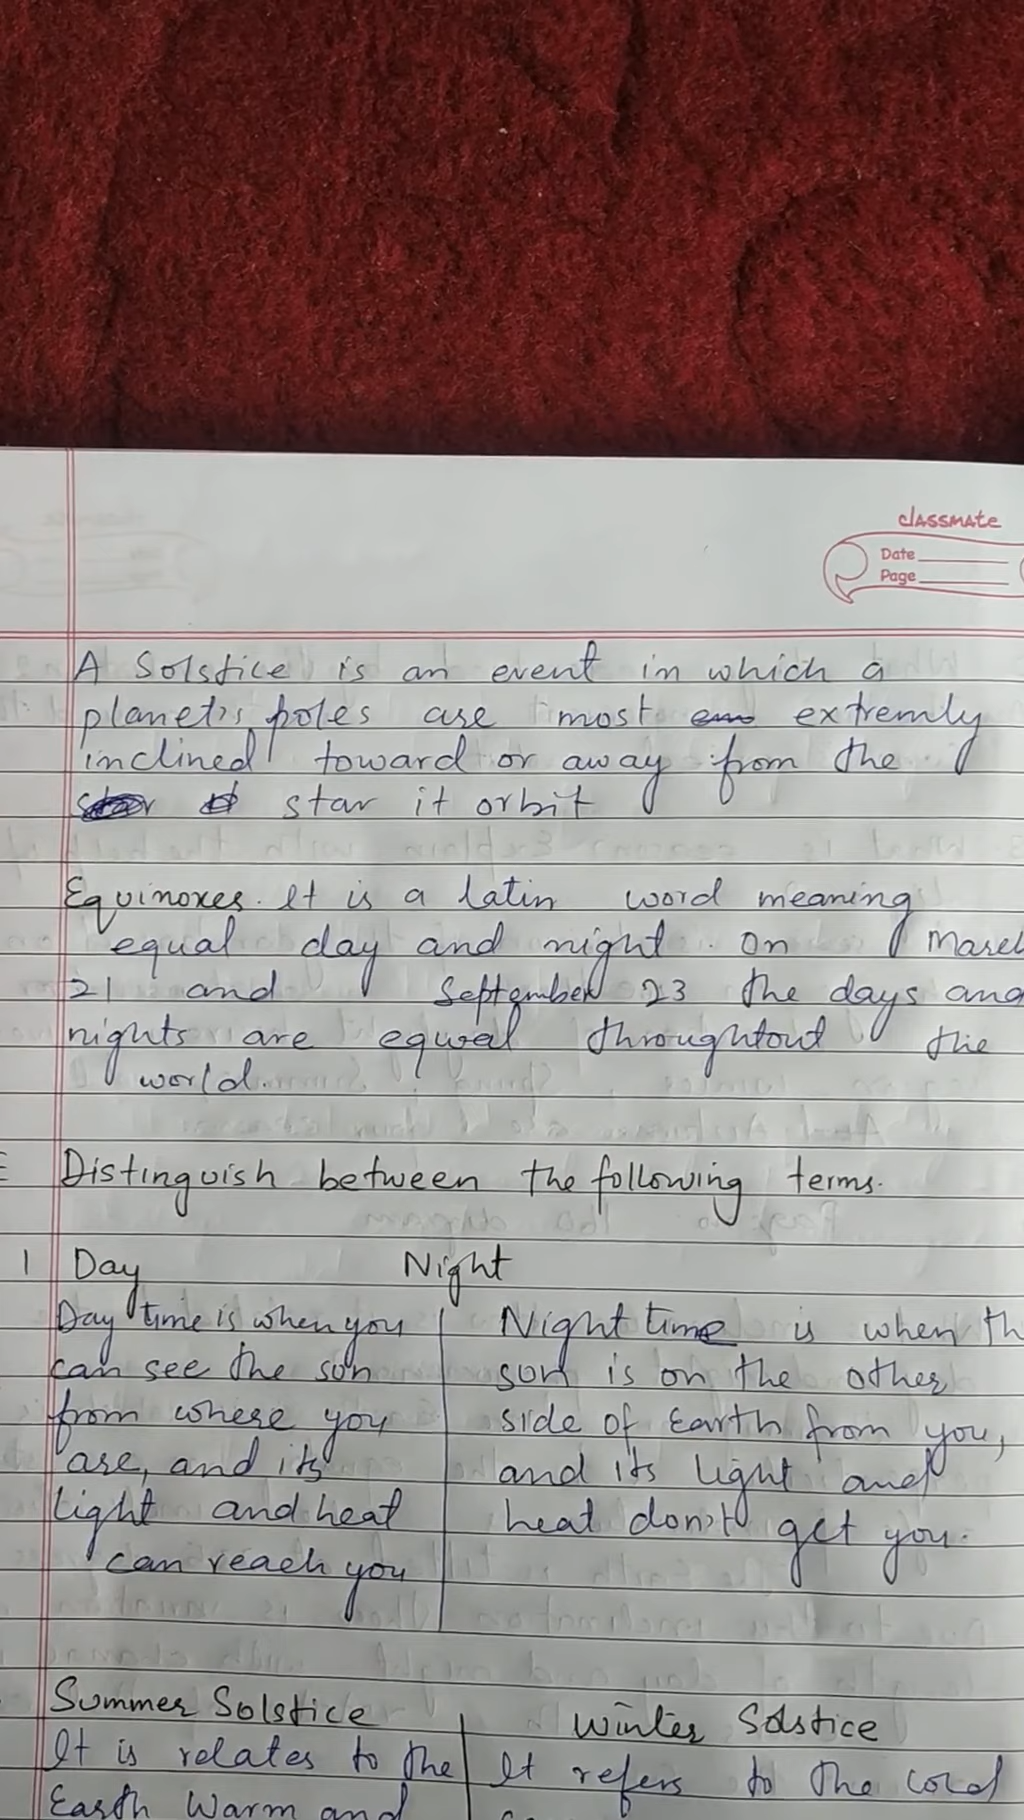 classmate
Date
Page
A Solstice is an event in which a
planet's poles are most extremly
inclined toward or away from the
star it orbit
Equinoxes. It is a latin word meaning
equal day and night. On March
21 and September 23 the days and
nights are equal throughtout the
world.
Distinguish between the following terms.
1 Day Night
Day time is when you
can see the sun
from where you
are, and its
light and heat
can reach you
Night time is when th
sun is on the other
side of Earth from you,
and its light and
heat don't get you.
Summer Solstice
It is relates to the
Earth Warm and
Winter Solstice
It refers to the cold